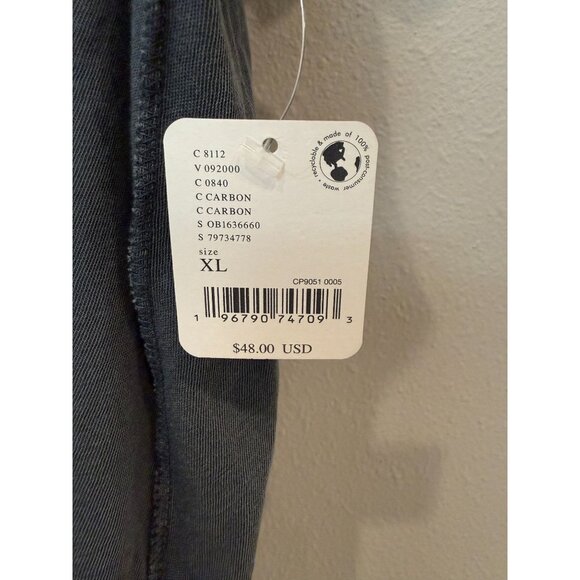 C 8112
V 092000
C 0840
C CARBON
C CARBON
S OB1636660
S 79734778
size
XL
recyclable & made of 100% post-consumer waste •
CP9051 0005
1 96790 74709 3
$48.00 USD